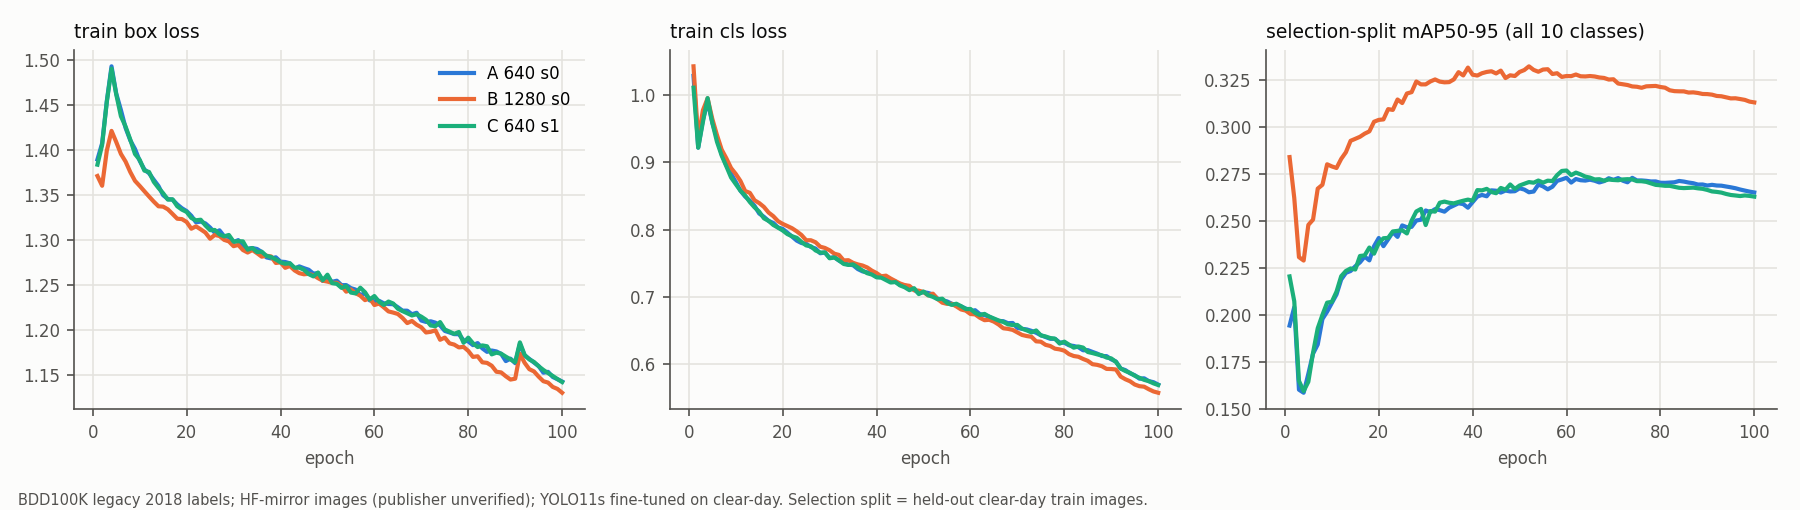 train box loss
1.50
1.45
1.40
1.35
1.30
1.25
1.20
1.15
0 20 40 60 80 100
epoch
A 640 s0
B 1280 s0
C 640 s1
train cls loss
1.0
0.9
0.8
0.7
0.6
0 20 40 60 80 100
epoch
selection-split mAP50-95 (all 10 classes)
0.325
0.300
0.275
0.250
0.225
0.200
0.175
0.150
0 20 40 60 80 100
epoch
BDD100K legacy 2018 labels; HF-mirror images (publisher unverified); YOLO11s fine-tuned on clear-day. Selection split = held-out clear-day train images.